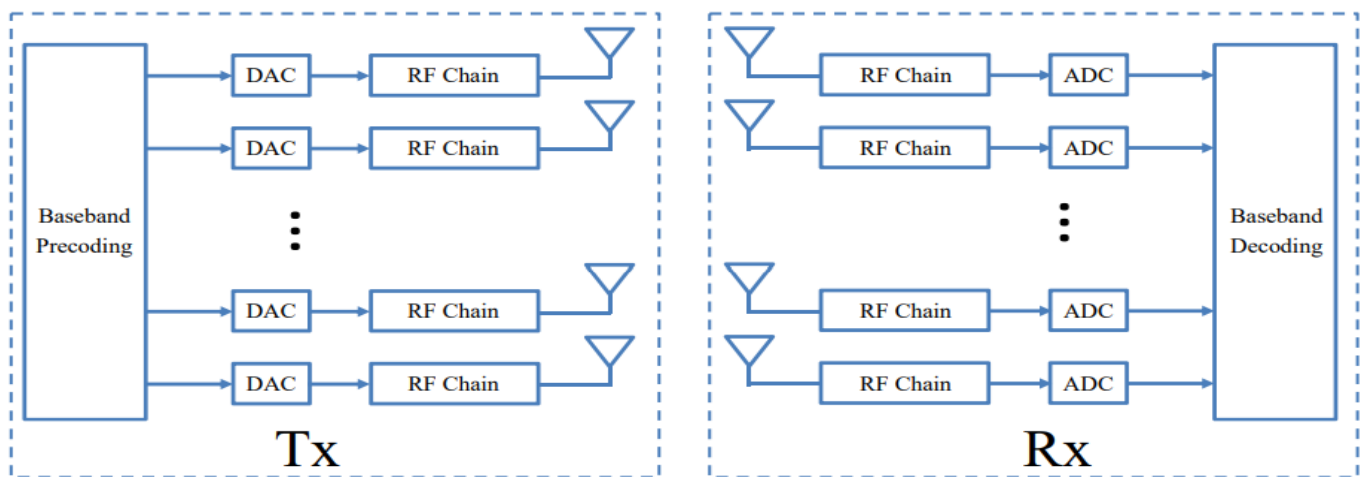 Baseband
Precoding
DAC
RF Chain
DAC
RF Chain
DAC
RF Chain
DAC
RF Chain
Tx
RF Chain
ADC
RF Chain
ADC
RF Chain
ADC
RF Chain
ADC
Baseband
Decoding
Rx